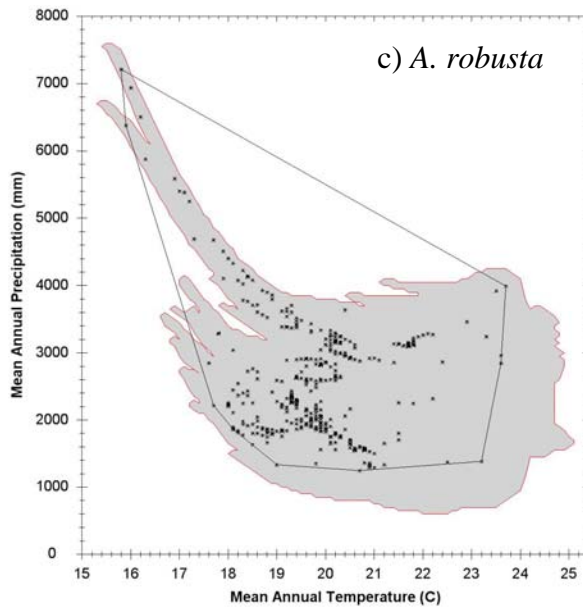 c) A. robusta
Mean Annual Precipitation (mm)
8000
7000
6000
5000
4000
3000
2000
1000
0
15 16 17 18 19 20 21 22 23 24 25
Mean Annual Temperature (C)